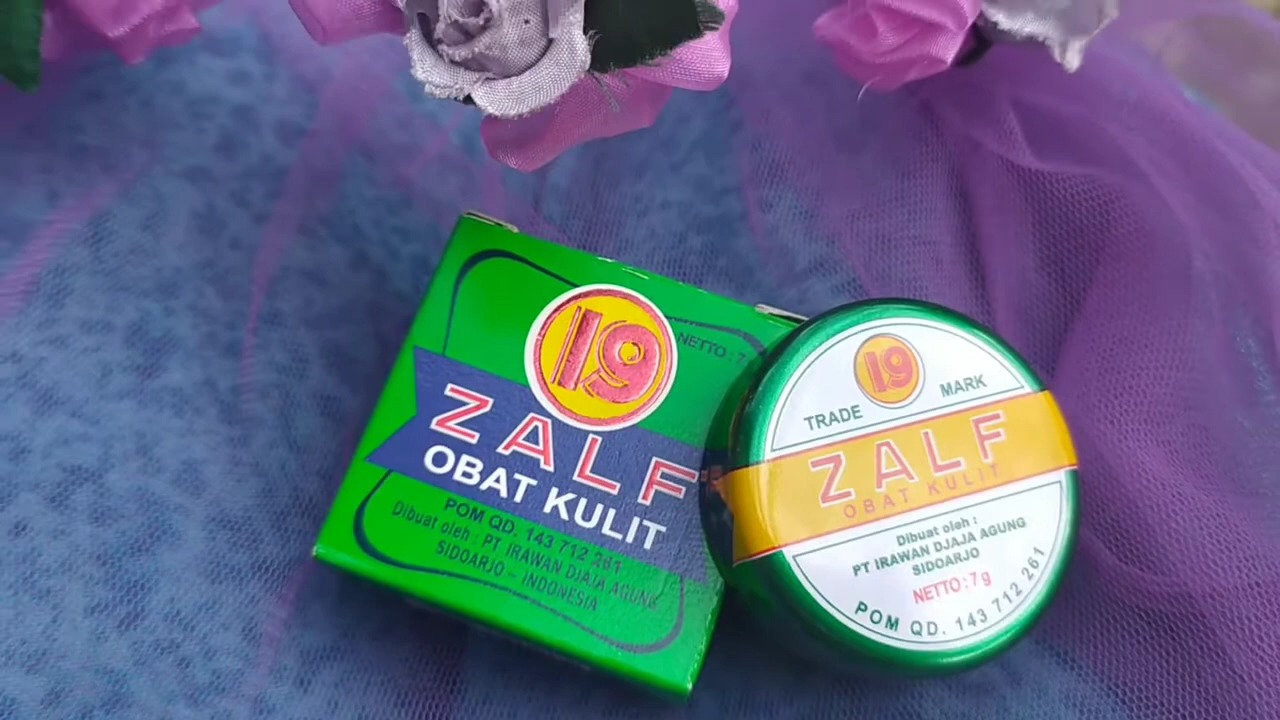 19
NETTO : 7
ZALF
OBAT KULIT
POM QD. 143 712 261
Dibuat oleh : PT IRAWAN DJAJA AGUNG
SIDOARJO - INDONESIA
19
TRADE MARK
ZALF
OBAT KULIT
Dibuat oleh :
PT IRAWAN DJAJA AGUNG
SIDOARJO
NETTO : 7 g
POM QD. 143 712 261